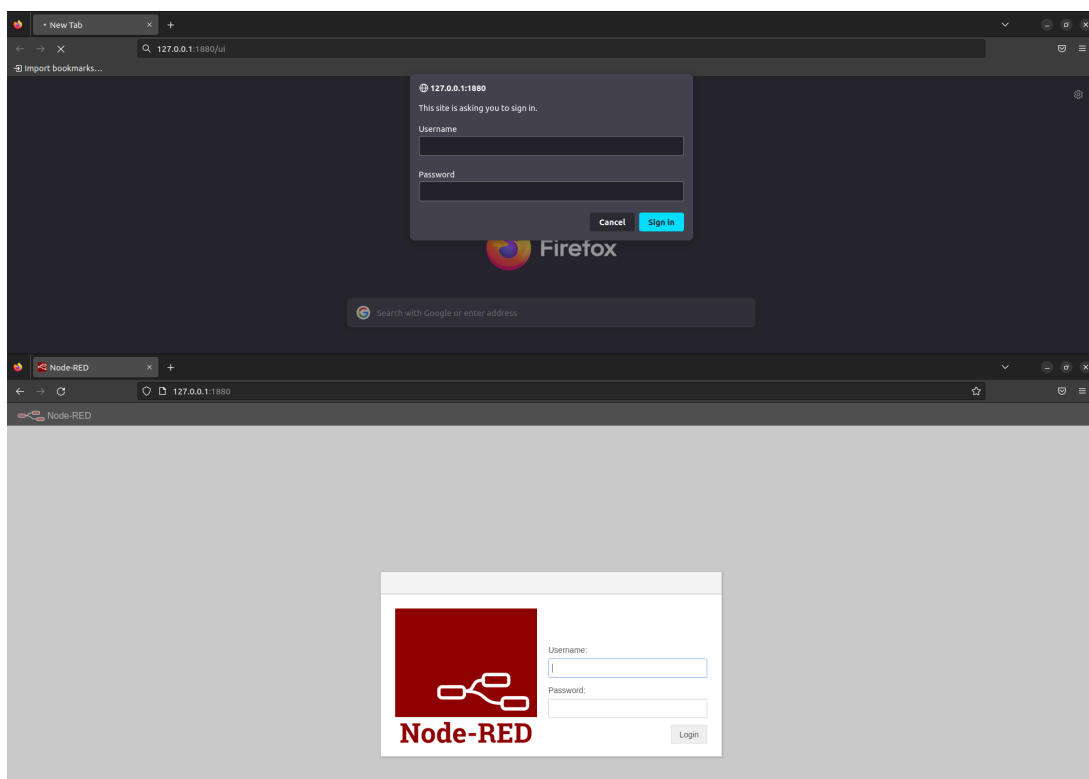 New Tab
127.0.0.1:1880/ui
Import bookmarks...
127.0.0.1:1880
This site is asking you to sign in.
Username
Password
Cancel Sign in
Firefox
Search with Google or enter address
Node-RED
127.0.0.1:1880
Node-RED
Username:
Password:
Node-RED
Login